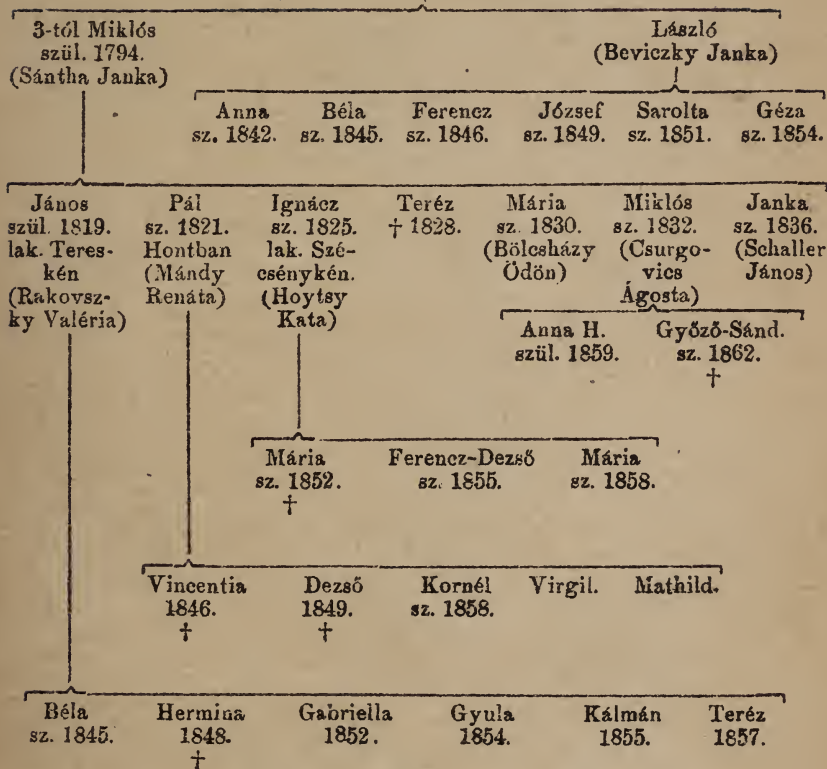 3-tól Miklós László
szül. 1794. (Beviczky Janka)
(Sántha Janka)
Anna Béla Ferencz József Sarolta Géza
sz. 1842. sz. 1845. sz. 1846. sz. 1849. sz. 1851. sz. 1854.
János Pál Ignácz Teréz Mária Miklós Janka
szül. 1819. sz. 1821. sz. 1825. † 1828. sz. 1830. sz. 1832. sz. 1836.
lak. Teres- Hontban lak. Szé- (Bölcsházy (Csurgo- (Schaller
kén (Mándy csénykén. Ödön) vics János)
(Rakovsz- Renáta) (Hoytsy Ágosta)
ky Valéria) Kata)
Anna H. Győző-Sánd.
szül. 1859. sz. 1862.
†
Mária Ferencz-Dezső Mária
sz. 1852. sz. 1855. sz. 1858.
†
Vincentia Dezső Kornél Virgil. Mathild.
1846. 1849. sz. 1858.
† †
Béla Hermina Gabriella Gyula Kálmán Teréz
sz. 1845. 1848. 1852. 1854. 1855. 1857.
†